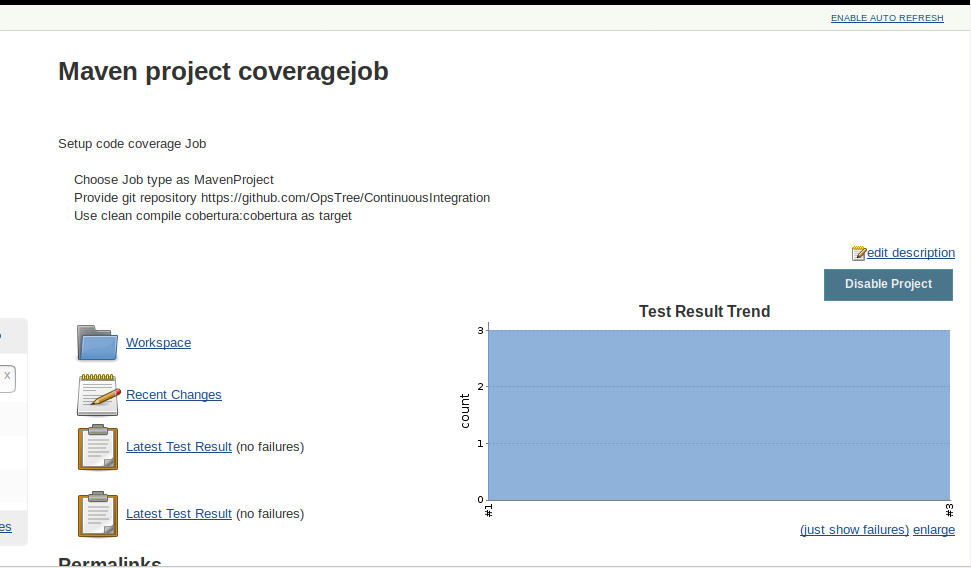 ENABLE AUTO REFRESH
Maven project coveragejob
Setup code coverage Job
Choose Job type as MavenProject
Provide git repository https://github.com/OpsTree/ContinuousIntegration
Use clean compile cobertura:cobertura as target
edit description
Disable Project
Test Result Trend
3
2
1
0
count
#1
#3
(just show failures) enlarge
Workspace
x
Recent Changes
Latest Test Result (no failures)
Latest Test Result (no failures)
es
Permalinks